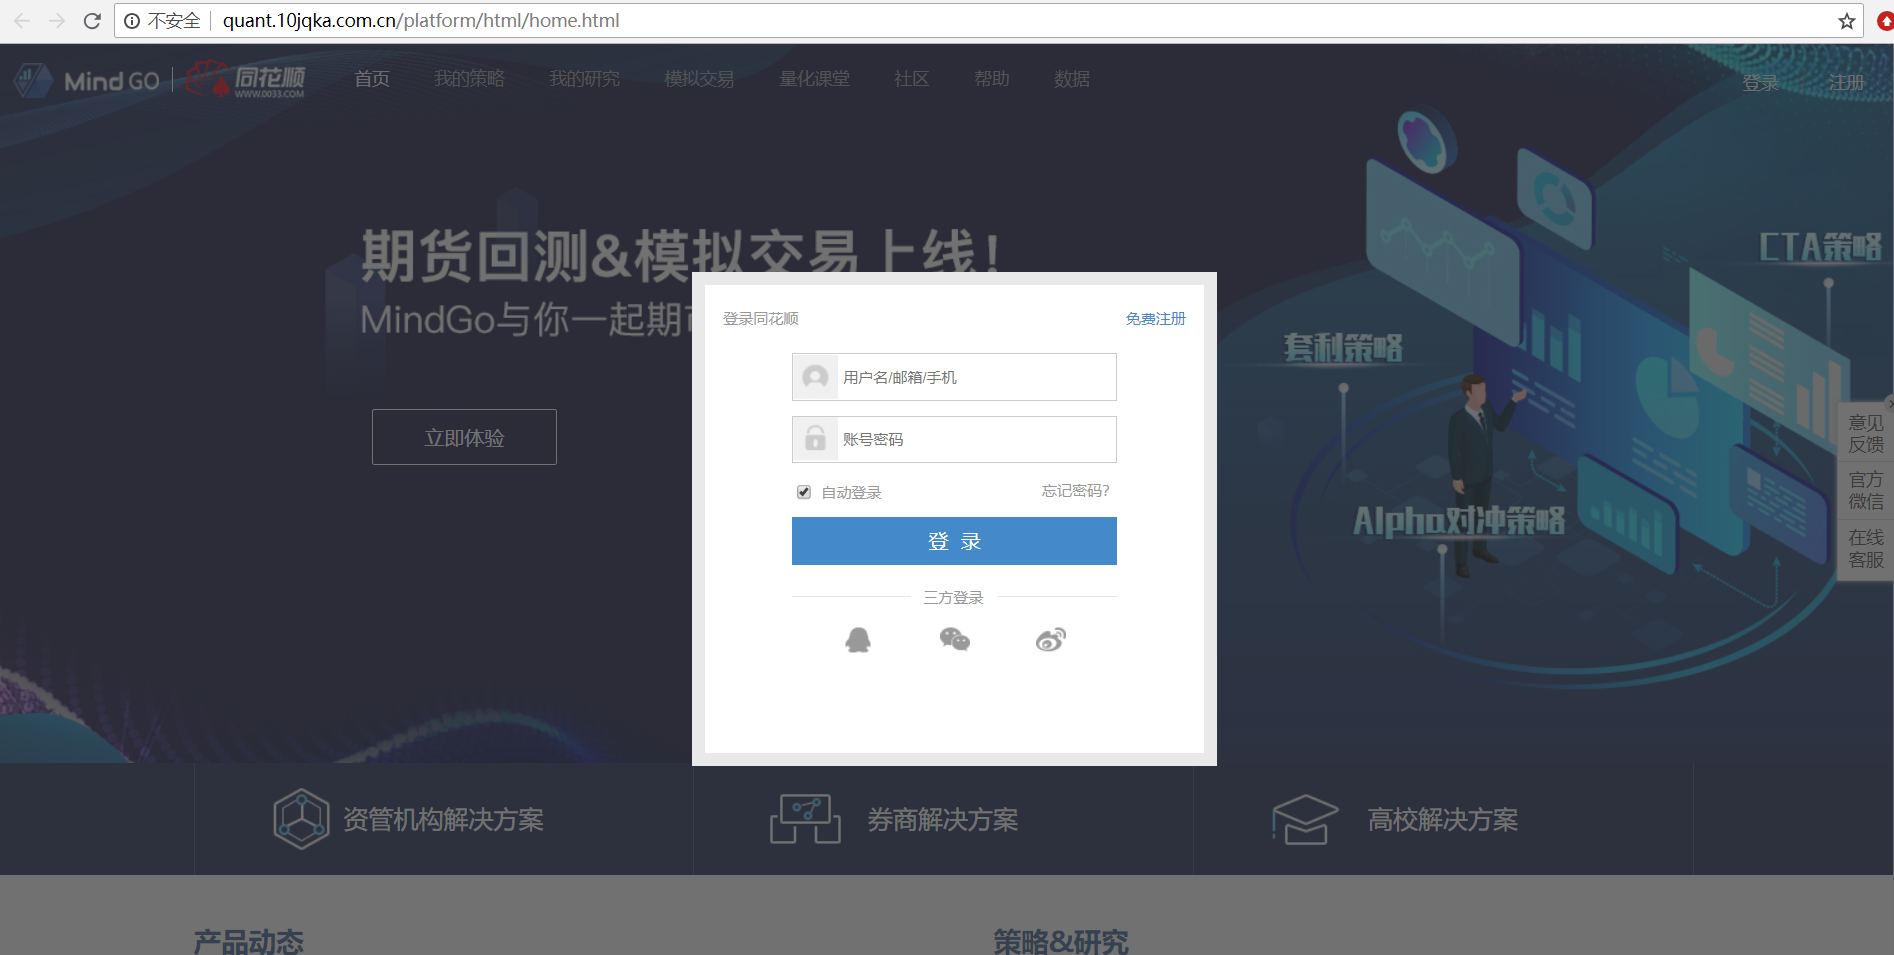 不安全 quant.10jqka.com.cn/platform/html/home.html
Mind GO 同花顺 首页 我的策略 我的研究 模拟交易 量化课堂 社区 帮助 数据 登录 注册
WWW.0033.COM
期货回测&模拟交易上线！
MindGo与你一起期
立即体验
CTA策略
套利策略
Alpha对冲策略
登录同花顺 免费注册
用户名/邮箱/手机
账号密码
自动登录 忘记密码?
登 录
三方登录
意见
反馈
官方
微信
在线
客服
资管机构解决方案 券商解决方案 高校解决方案
产品动态 策略&研究